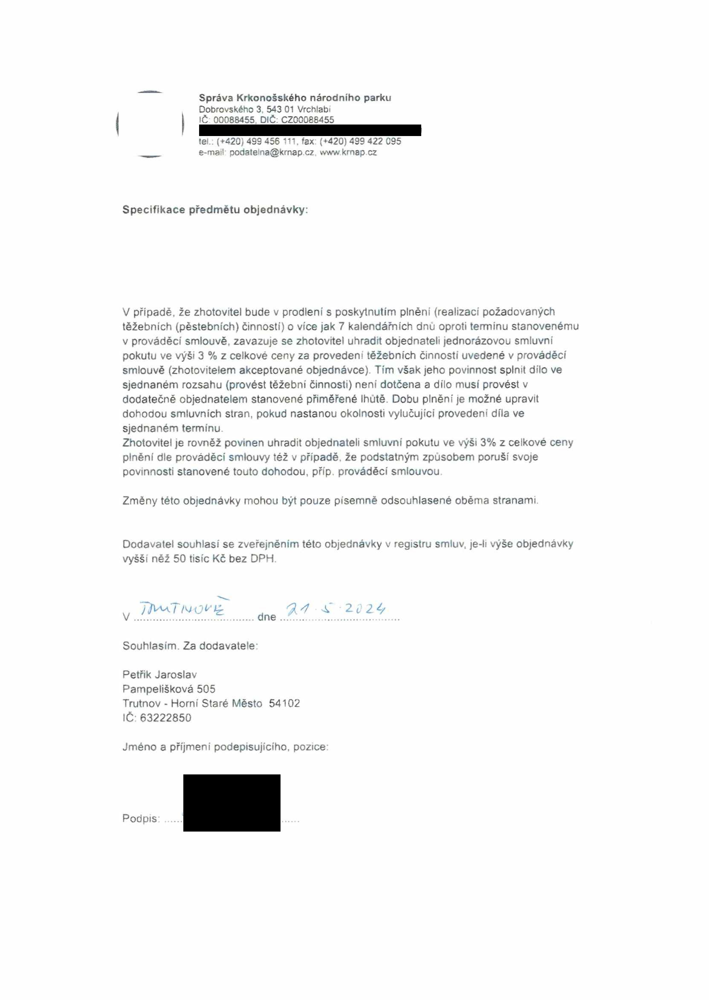 Správa Krkonošského národního parku
Dobrovského 3, 543 01 Vrchlabí
IČ: 00088455, DIČ: CZ00088455
tel.: (+420) 499 456 111, fax: (+420) 499 422 095
e-mail: podatelna@krnap.cz, www.krnap.cz
Specifikace předmětu objednávky:
V případě, že zhotovitel bude v prodlení s poskytnutím plnění (realizací požadovaných
těžebních (pěstebních) činností) o více jak 7 kalendářních dnů oproti termínu stanovenému
v prováděcí smlouvě, zavazuje se zhotovitel uhradit objednateli jednorázovou smluvní
pokutu ve výši 3 % z celkové ceny za provedení těžebních činností uvedené v prováděcí
smlouvě (zhotovitelem akceptované objednávce). Tím však jeho povinnost splnit dílo ve
sjednaném rozsahu (provést těžební činnosti) není dotčena a dílo musí provést v
dodatečně objednatelem stanovené přiměřené lhůtě. Dobu plnění je možné upravit
dohodou smluvních stran, pokud nastanou okolnosti vylučující provedení díla ve
sjednaném termínu.
Zhotovitel je rovněž povinen uhradit objednateli smluvní pokutu ve výši 3% z celkové ceny
plnění dle prováděcí smlouvy též v případě, že podstatným způsobem poruší svoje
povinnosti stanovené touto dohodou, příp. prováděcí smlouvou.
Změny této objednávky mohou být pouze písemně odsouhlasené oběma stranami.
Dodavatel souhlasí se zveřejněním této objednávky v registru smluv, je-li výše objednávky
vyšší něž 50 tisíc Kč bez DPH.
V TRUTNOVĚ dne 21.5.2024
Souhlasím. Za dodavatele:
Petřik Jaroslav
Pampelišková 505
Trutnov - Horní Staré Město 54102
IČ: 63222850
Jméno a příjmení podepisujícího, pozice:
Podpis: ...... ......